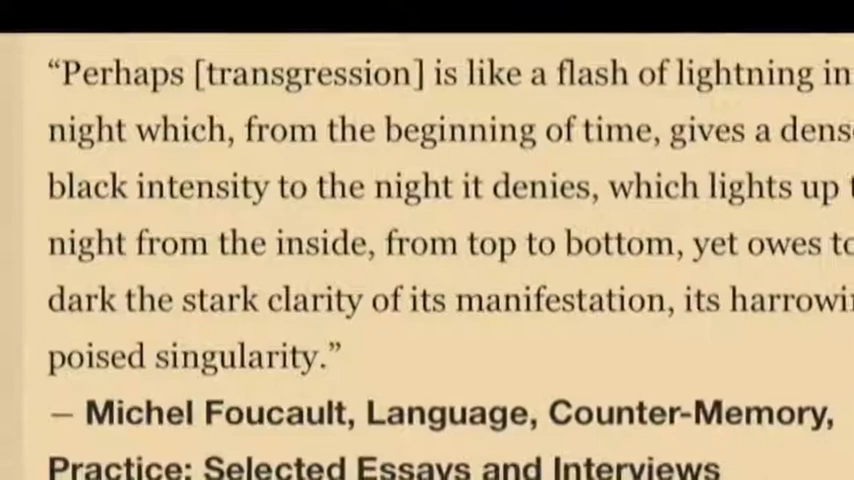 “Perhaps [transgression] is like a flash of lightning in
night which, from the beginning of time, gives a dens
black intensity to the night it denies, which lights up t
night from the inside, from top to bottom, yet owes to
dark the stark clarity of its manifestation, its harrowi
poised singularity.”
— Michel Foucault, Language, Counter-Memory,
Practice: Selected Essays and Interviews